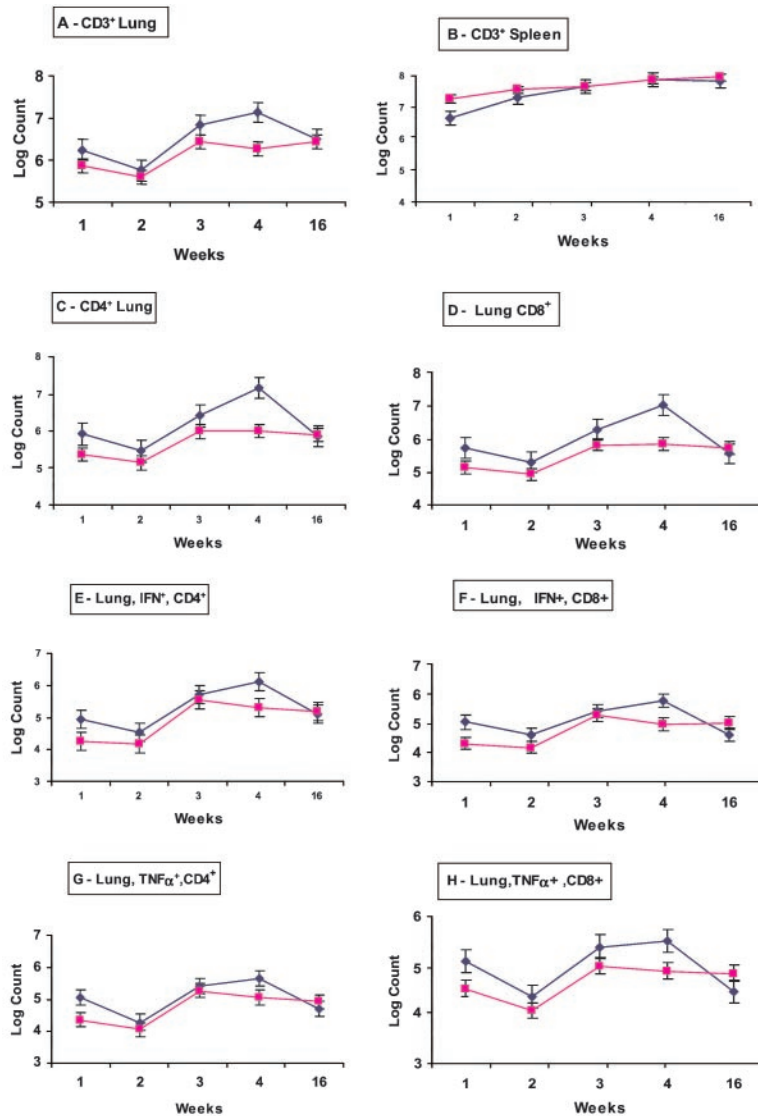 A - CD3⁺ Lung
8
7
6
5
Log Count
1 2 3 4 16
Weeks
B - CD3⁺ Spleen
8
7
6
5
4
Log Count
1 2 3 4 16
Weeks
C - CD4⁺ Lung
8
7
6
5
4
Log Count
1 2 3 4 16
Weeks
D - Lung CD8⁺
8
7
6
5
4
Log Count
1 2 3 4 16
Weeks
E - Lung, IFN⁺, CD4⁺
7
6
5
4
3
Log Count
1 2 3 4 16
Weeks
F - Lung, IFN+, CD8+
7
6
5
4
3
Log Count
1 2 3 4 16
Weeks
G - Lung, TNFα⁺,CD4⁺
7
6
5
4
3
Log Count
1 2 3 4 16
Weeks
H - Lung,TNFα+ ,CD8+
6
5
4
3
Log Count
1 2 3 4 16
Weeks